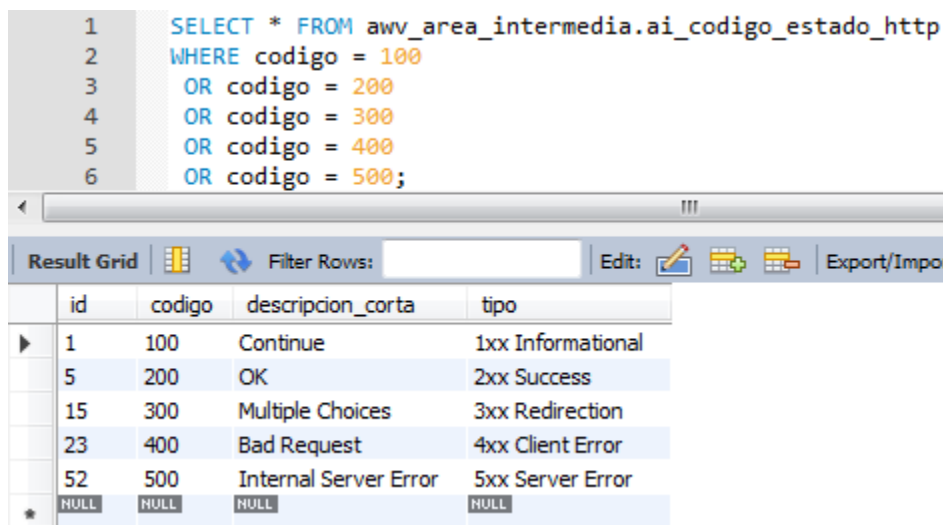 1 SELECT * FROM awv_area_intermedia.ai_codigo_estado_http
2 WHERE codigo = 100
3 OR codigo = 200
4 OR codigo = 300
5 OR codigo = 400
6 OR codigo = 500;
Result Grid Filter Rows: Edit: Export/Impo
id codigo descripcion_corta tipo
1 100 Continue 1xx Informational
5 200 OK 2xx Success
15 300 Multiple Choices 3xx Redirection
23 400 Bad Request 4xx Client Error
52 500 Internal Server Error 5xx Server Error
NULL NULL NULL NULL